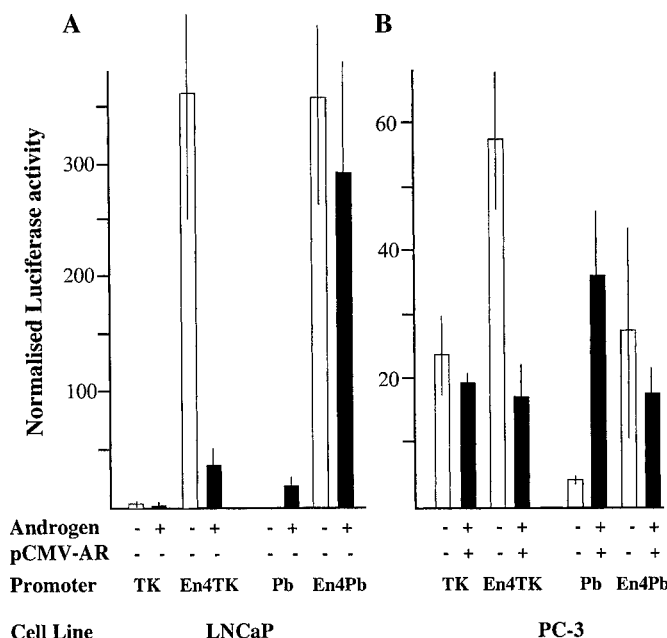 A B
Normalised Luciferase activity
300
200
100
60
40
20
Androgen - + - + - + - + - + - + - + - +
pCMV-AR - - - - - - - - - + - + - + - +
Promoter TK En4TK Pb En4Pb TK En4TK Pb En4Pb
Cell Line LNCaP PC-3